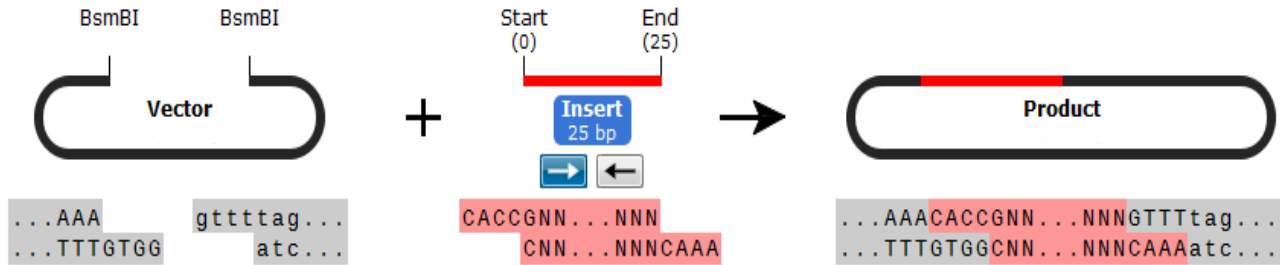 BsmBI BsmBI Start End
(0) (25)
Vector + Insert Product
25 bp
...AAA gttttag... CACCGNN...NNN ...AAACACCGNN...NNNGTTTtag...
...TTTGTGG atc... CNN...NNNCAAA ...TTTGTGGCNN...NNNCAAAatc...